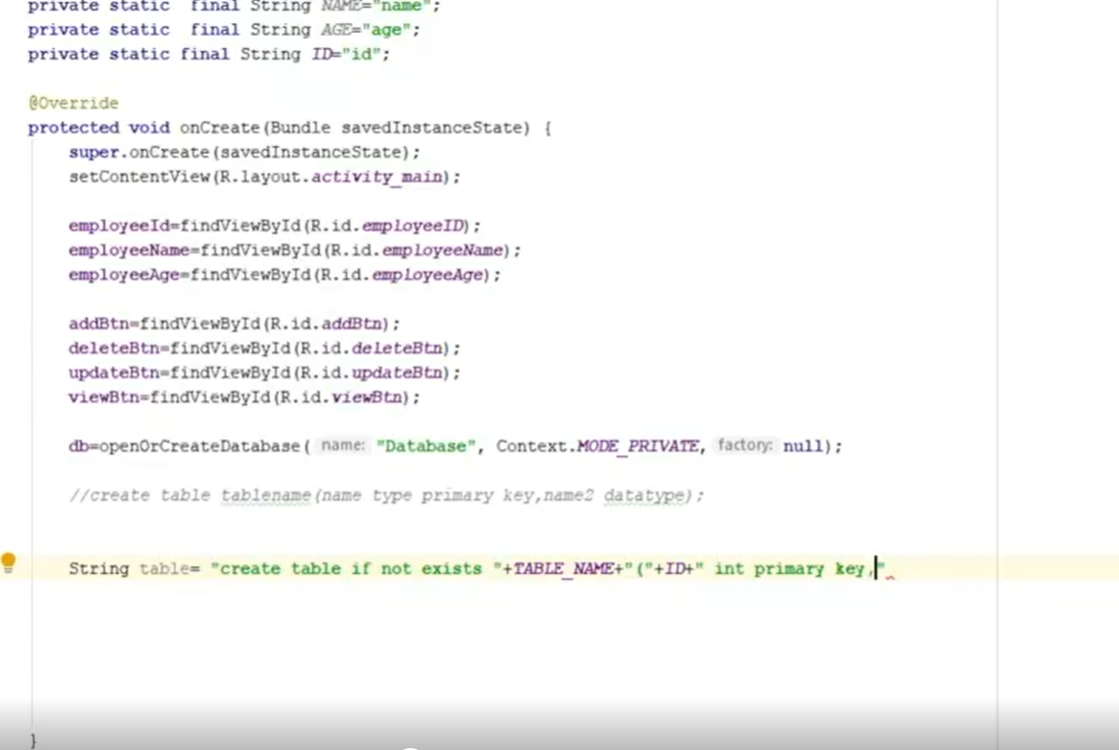 private static  final String NAME="name";
private static  final String AGE="age";
private static final String ID="id";
@Override
protected void onCreate(Bundle savedInstanceState) {
super.onCreate(savedInstanceState);
setContentView(R.layout.activity_main);
employeeId=findViewById(R.id.employeeID);
employeeName=findViewById(R.id.employeeName);
employeeAge=findViewById(R.id.employeeAge);
addBtn=findViewById(R.id.addBtn);
deleteBtn=findViewById(R.id.deleteBtn);
updateBtn=findViewById(R.id.updateBtn);
viewBtn=findViewById(R.id.viewBtn);
db=openOrCreateDatabase( name: "Database", Context.MODE_PRIVATE, factory: null);
//create table tablename(name type primary key,name2 datatype);
String table= "create table if not exists "+TABLE_NAME+"("+ID+" int primary key,"
}